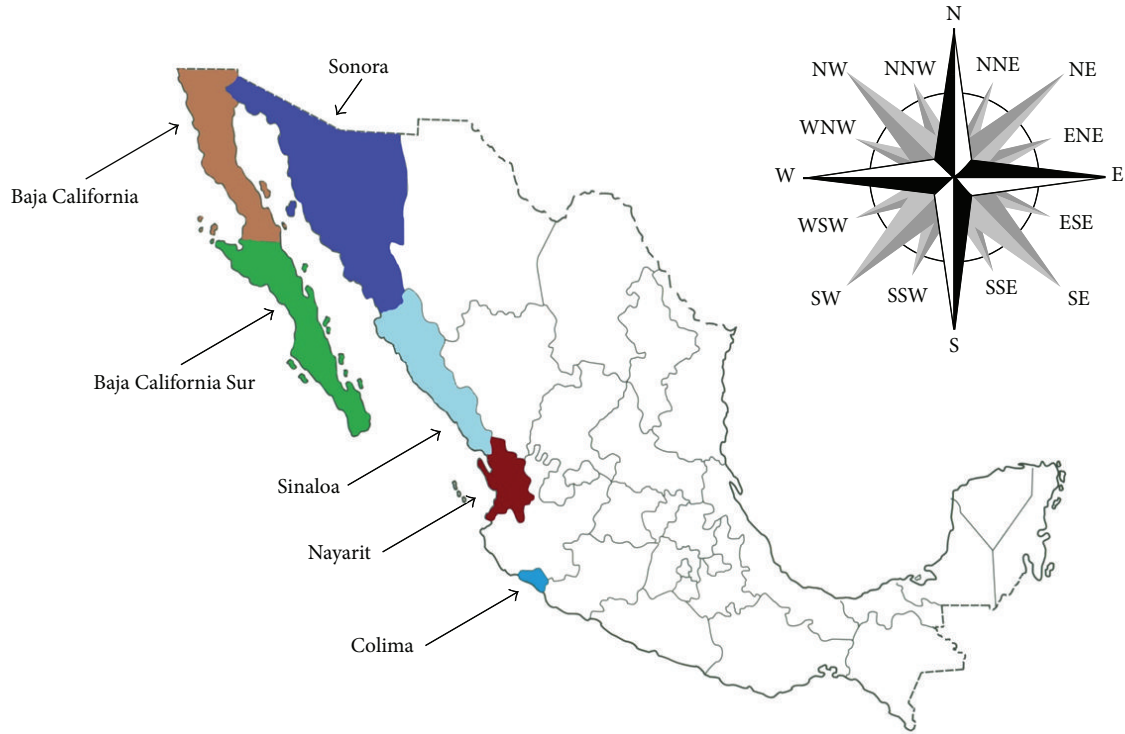 Sonora
Baja California
Baja California Sur
Sinaloa
Nayarit
Colima
N
NNW
NNE
NW
NE
WNW
ENE
W
E
WSW
ESE
SW
SSW
SSE
SE
S